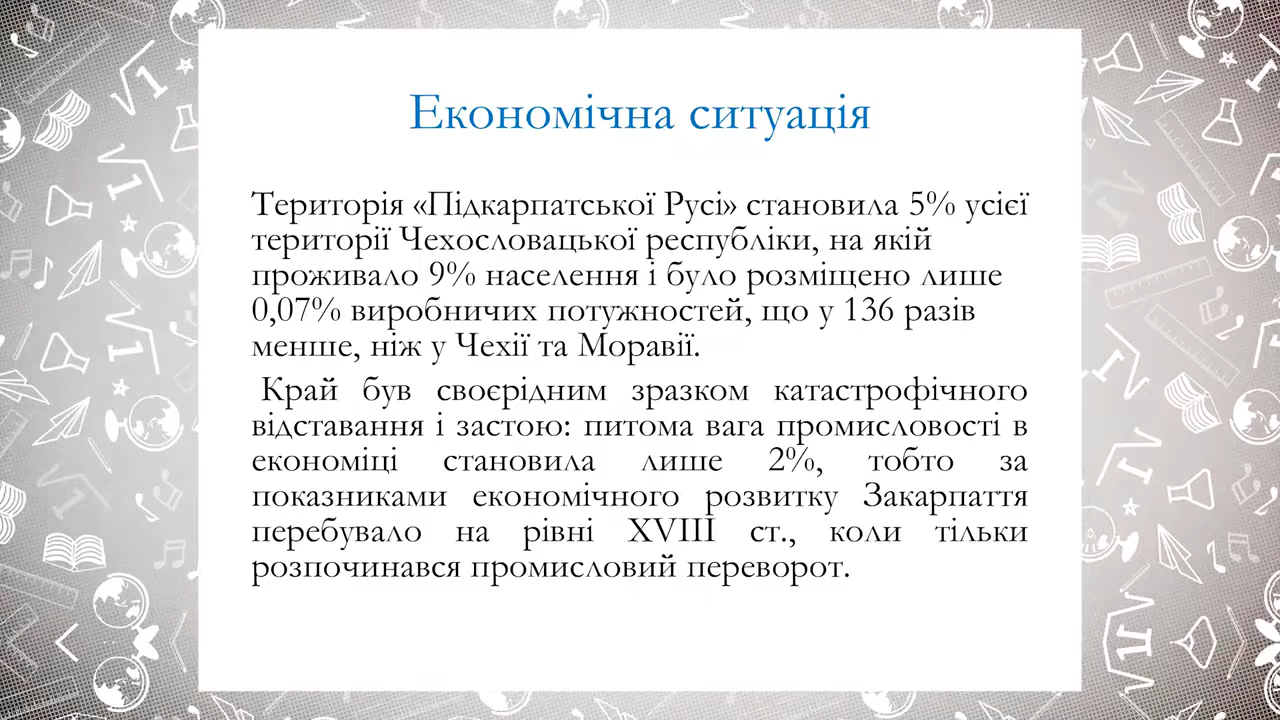 Економічна ситуація
Територія «Підкарпатської Русі» становила 5% усієї
території Чехословацької республіки, на якій
проживало 9% населення і було розміщено лише
0,07% виробничих потужностей, що у 136 разів
менше, ніж у Чехії та Моравії.
Край був своєрідним зразком катастрофічного
відставання і застою: питома вага промисловості в
економіці становила лише 2%, тобто за
показниками економічного розвитку Закарпаття
перебувало на рівні XVIII ст., коли тільки
розпочинався промисловий переворот.